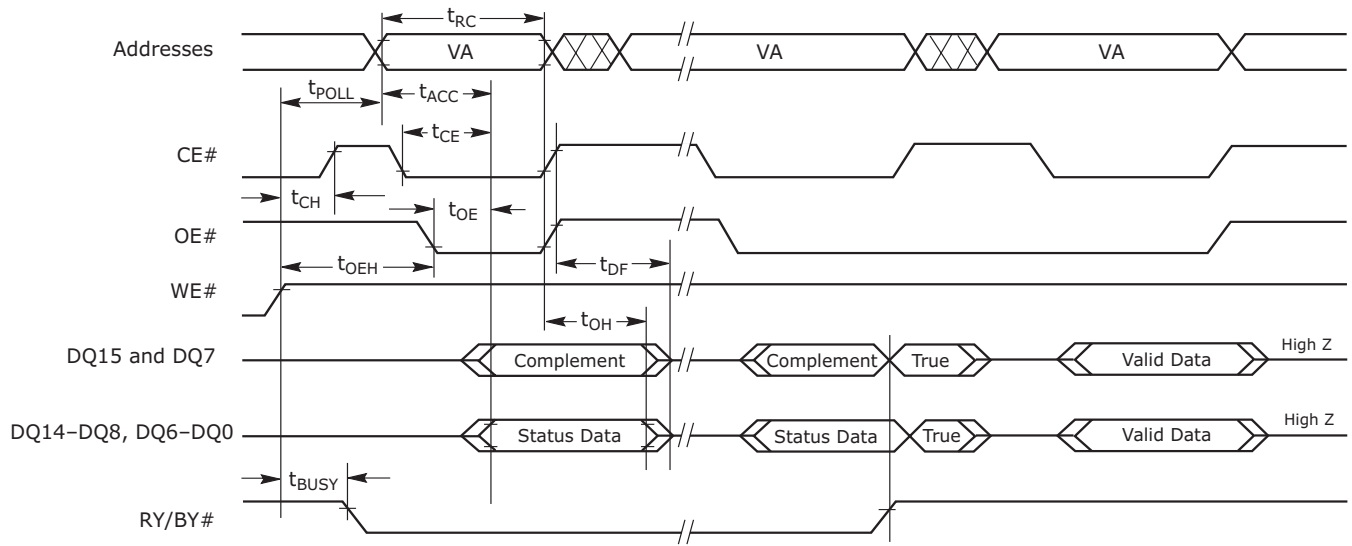 tRC
Addresses
VA
VA
VA
tPOLL
tACC
tCE
CE#
tCH
tOE
OE#
tOEH
tDF
WE#
tOH
DQ15 and DQ7
Complement
Complement
True
Valid Data
High Z
DQ14–DQ8, DQ6–DQ0
Status Data
Status Data
True
Valid Data
High Z
tBUSY
RY/BY#